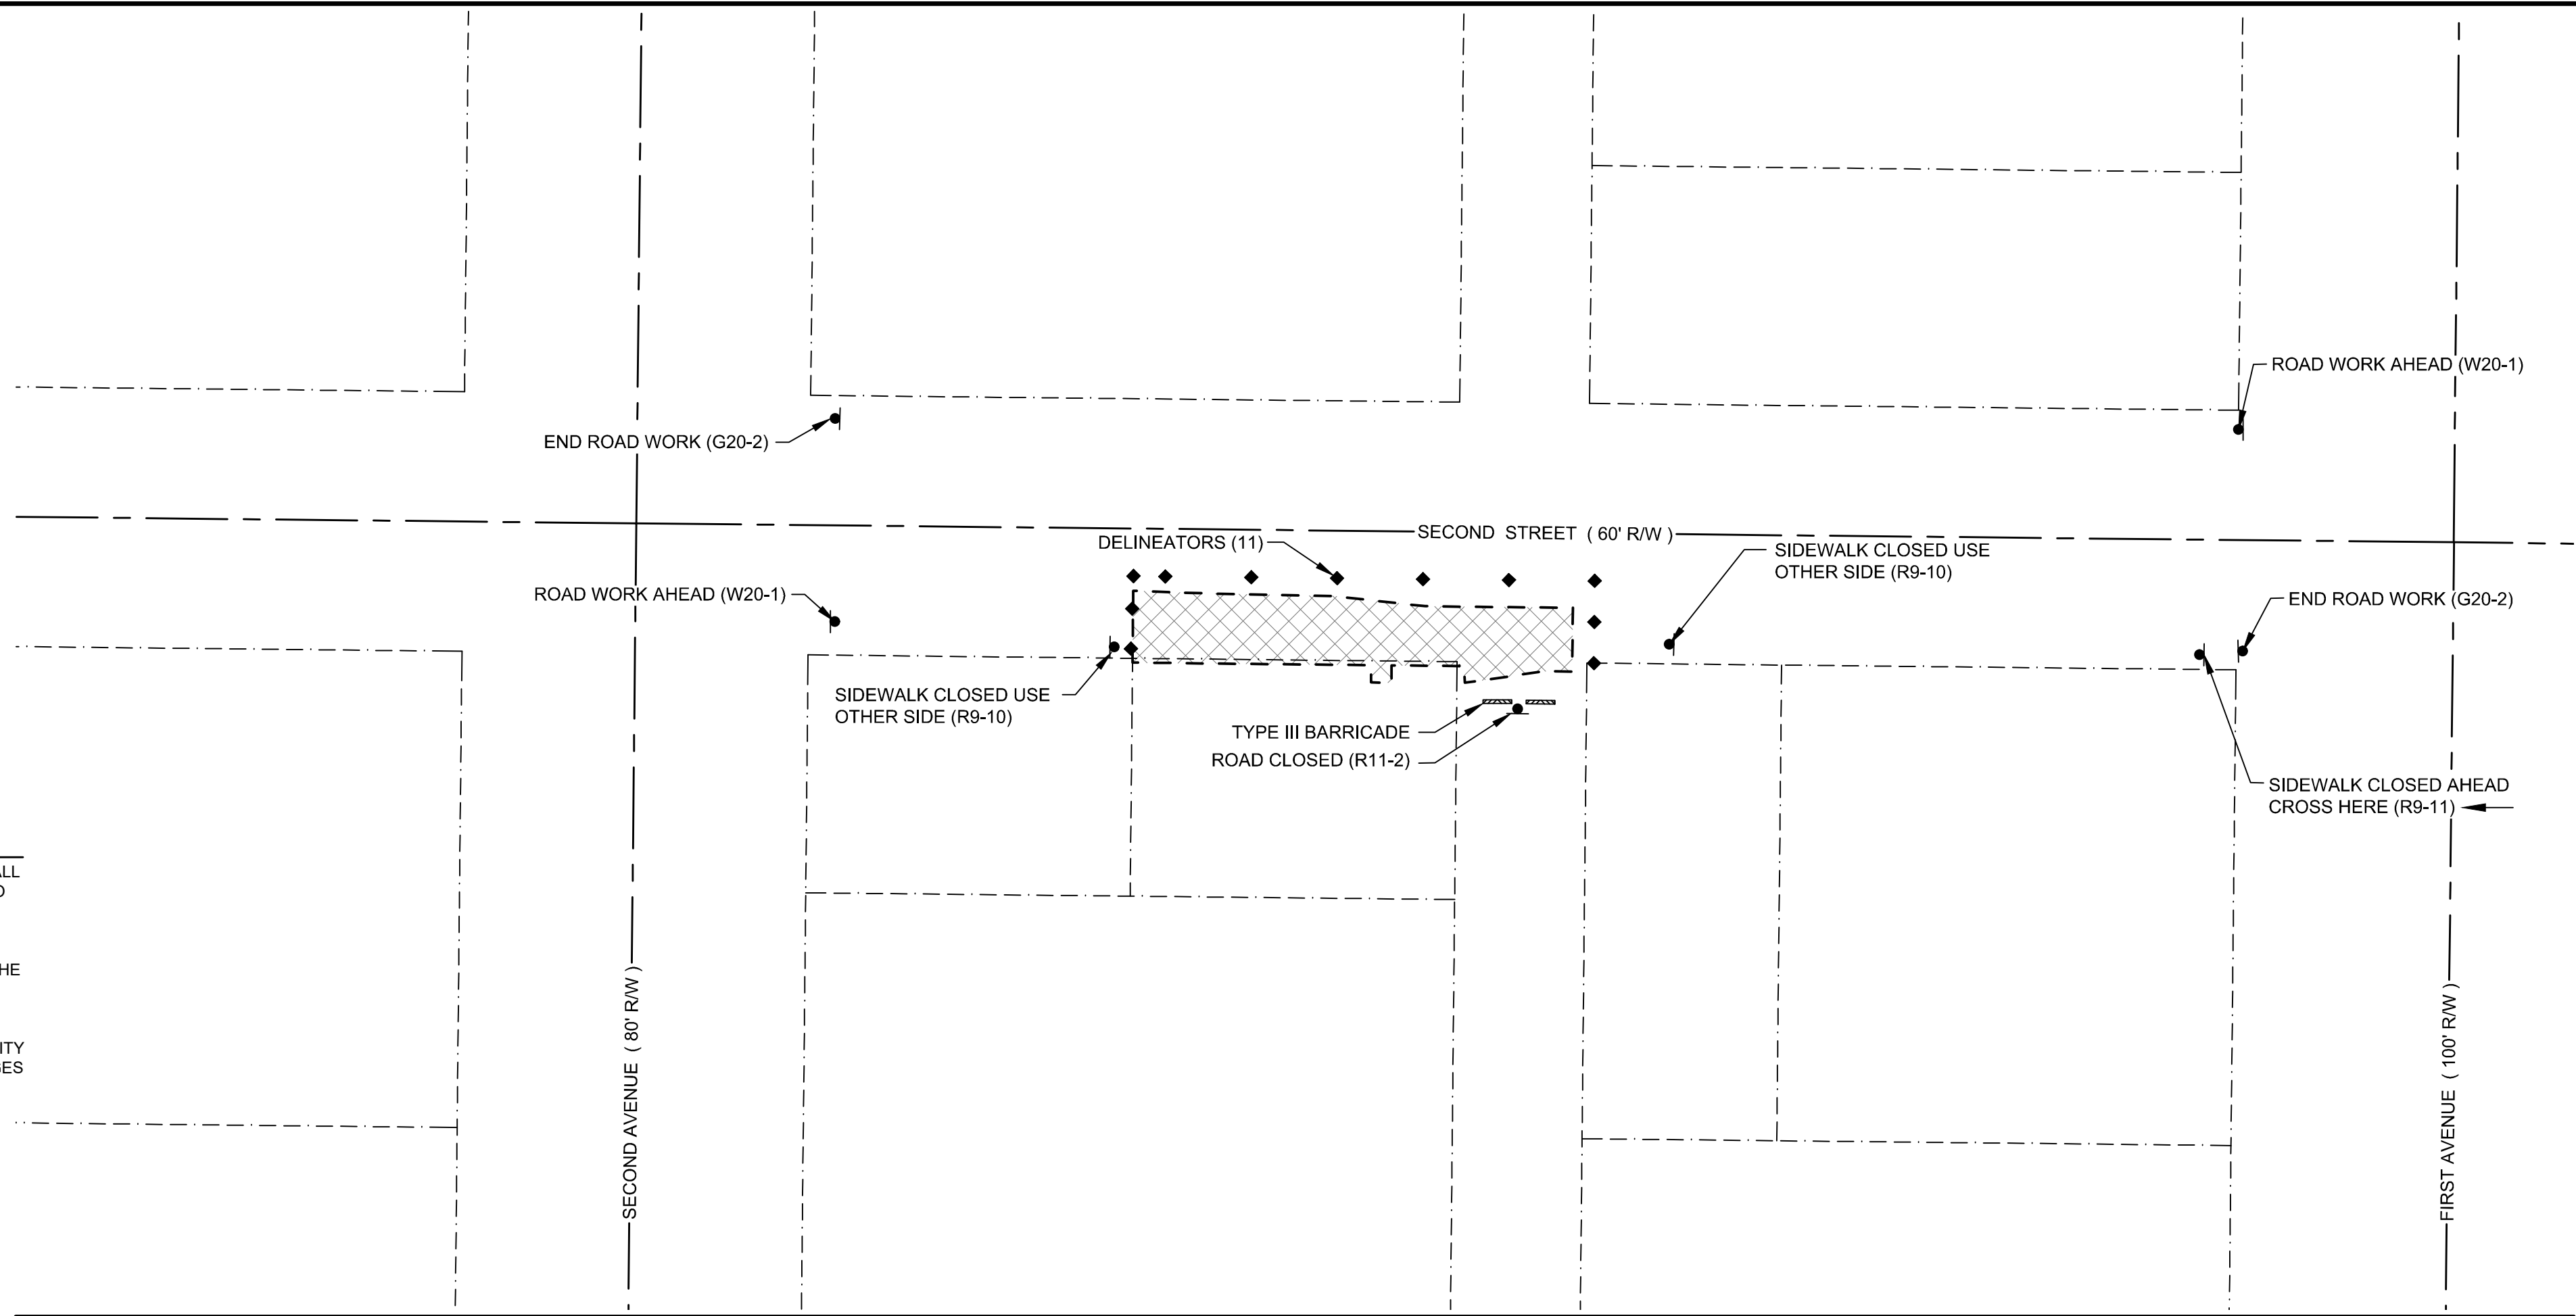 ROAD WORK AHEAD (W20-1)
END ROAD WORK (G20-2)
SECOND STREET ( 60' R/W )
DELINEATORS (11)
SIDEWALK CLOSED USE
OTHER SIDE (R9-10)
ROAD WORK AHEAD (W20-1)
END ROAD WORK (G20-2)
SIDEWALK CLOSED USE
OTHER SIDE (R9-10)
TYPE III BARRICADE
ROAD CLOSED (R11-2)
SIDEWALK CLOSED AHEAD
CROSS HERE (R9-11)
SECOND AVENUE ( 80' R/W )
FIRST AVENUE ( 100' R/W )